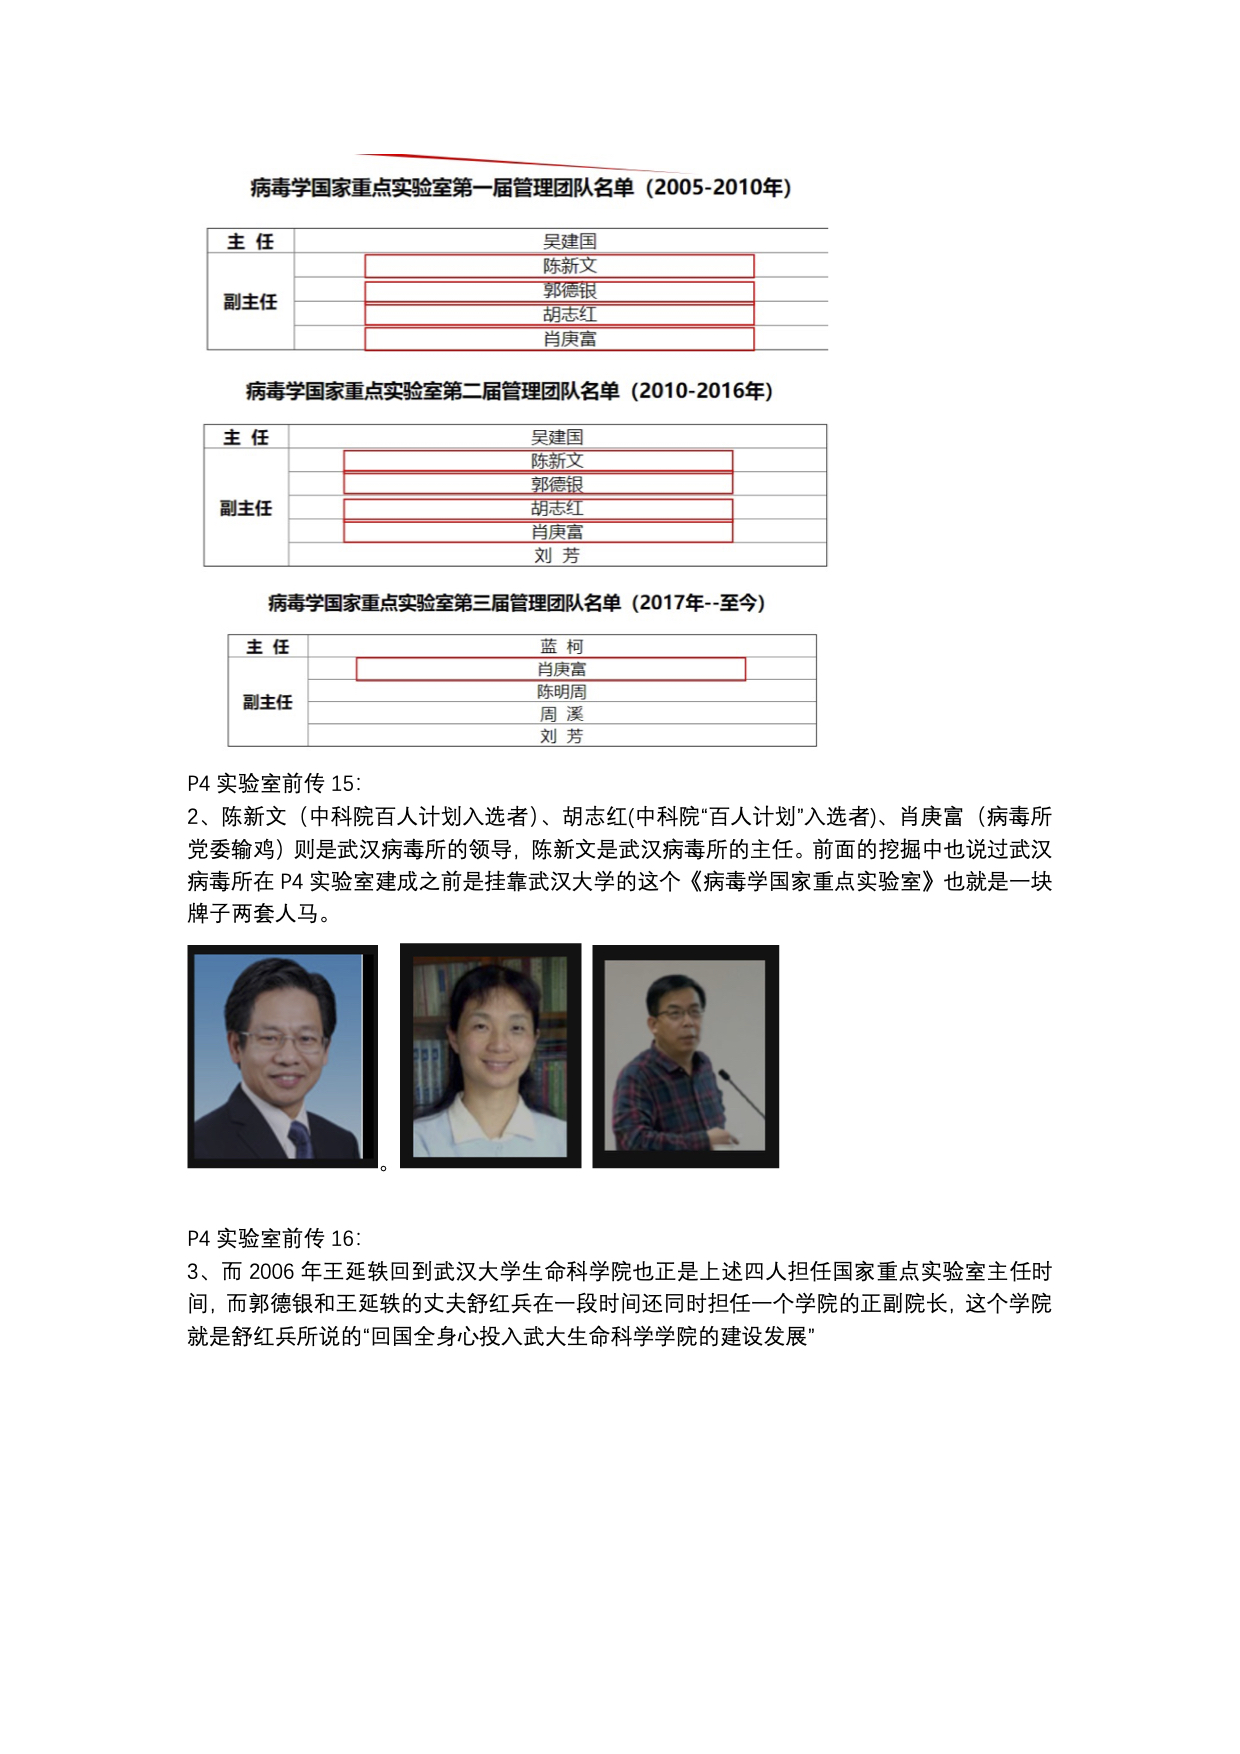 病毒学国家重点实验室第一届管理团队名单（2005-2010年）
主 任 吴建国
陈新文
郭德银
副主任
胡志红
肖庚富
病毒学国家重点实验室第二届管理团队名单（2010-2016年）
主 任 吴建国
陈新文
郭德银
副主任 胡志红
肖庚富
刘 芳
病毒学国家重点实验室第三届管理团队名单（2017年--至今）
主 任 蓝 柯
肖庚富
陈明周
副主任
周 溪
刘 芳
P4 实验室前传 15：
2、陈新文（中科院百人计划入选者）、胡志红(中科院“百人计划”入选者)、肖庚富（病毒所
党委输鸡）则是武汉病毒所的领导，陈新文是武汉病毒所的主任。前面的挖掘中也说过武汉
病毒所在 P4 实验室建成之前是挂靠武汉大学的这个《病毒学国家重点实验室》也就是一块
牌子两套人马。
。
P4 实验室前传 16：
3、而 2006 年王延轶回到武汉大学生命科学院也正是上述四人担任国家重点实验室主任时
间，而郭德银和王延轶的丈夫舒红兵在一段时间还同时担任一个学院的正副院长，这个学院
就是舒红兵所说的“回国全身心投入武大生命科学学院的建设发展”